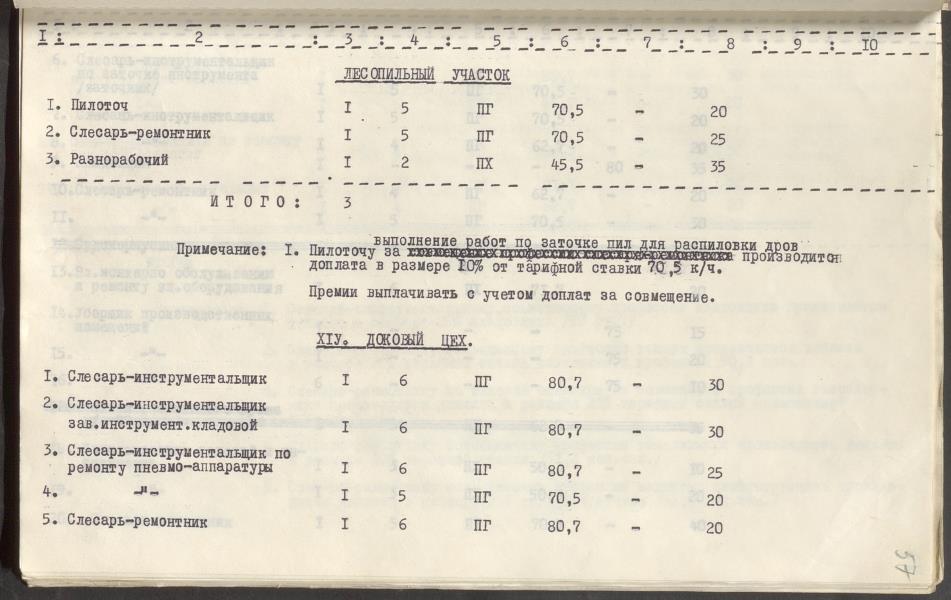 I : 2 : 3 : 4 : 5 : 6 : 7 : 8 : 9 : I0
ЛЕСОПИЛЬНЫЙ УЧАСТОК
I. Пилоточ I 5 ПГ 70,5 – 20
2. Слесарь-ремонтник I 5 ПГ 70,5 – 25
3. Разнорабочий I 2 ПХ 45,5 – 35
ИТОГО: 3
выполнение работ по заточке пил для распиловки дров
Примечание: I. Пилоточу за производится
доплата в размере I0% от тарифной ставки 70,5 к/ч.
Премии выплачивать с учетом доплат за совмещение.
ХIУ. ДОКОВЫЙ ЦЕХ.
I. Слесарь-инструментальщик I 6 ПГ 80,7 – 30
2. Слесарь-инструментальщик
зав.инструмент.кладовой I 6 ПГ 80,7 – 30
3. Слесарь-инструментальщик по
ремонту пневмо-аппаратуры I 6 ПГ 80,7 – 25
4. -"- I 5 ПГ 70,5 – 20
5. Слесарь-ремонтник I 6 ПГ 80,7 – 20
57